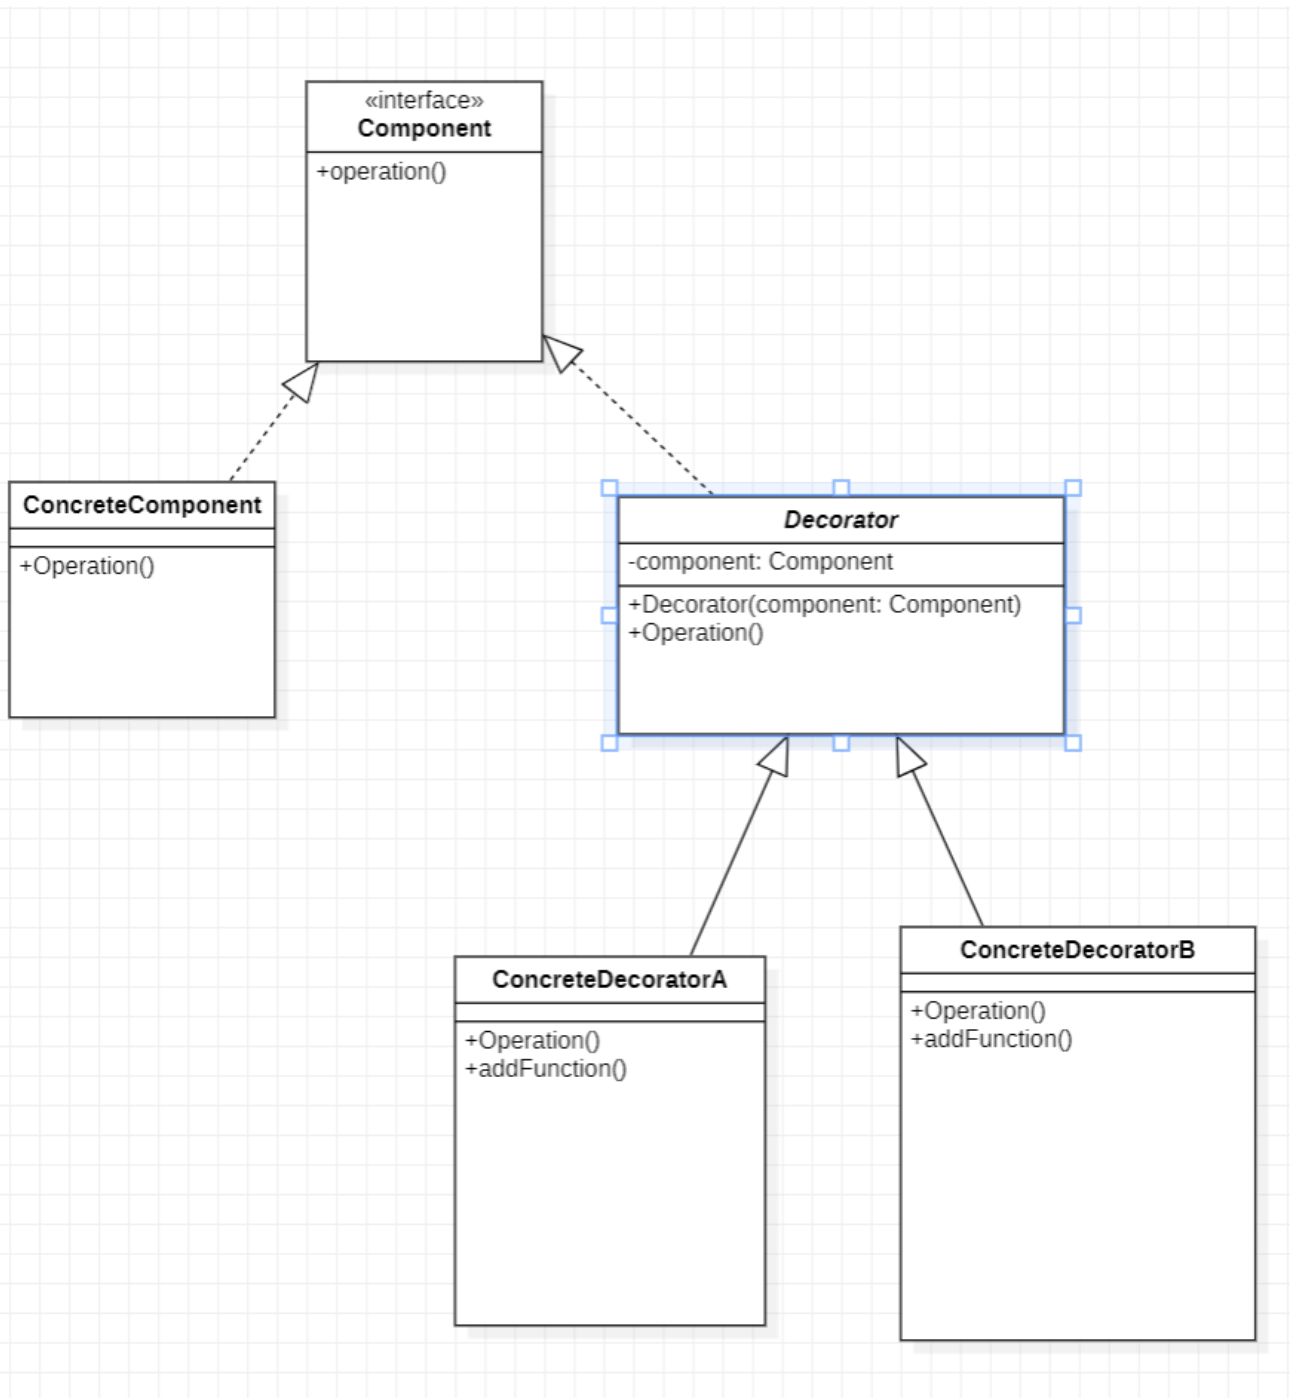 «interface»
Component
+operation()
ConcreteComponent
+Operation()
Decorator
-component: Component
+Decorator(component: Component)
+Operation()
ConcreteDecoratorA
+Operation()
+addFunction()
ConcreteDecoratorB
+Operation()
+addFunction()